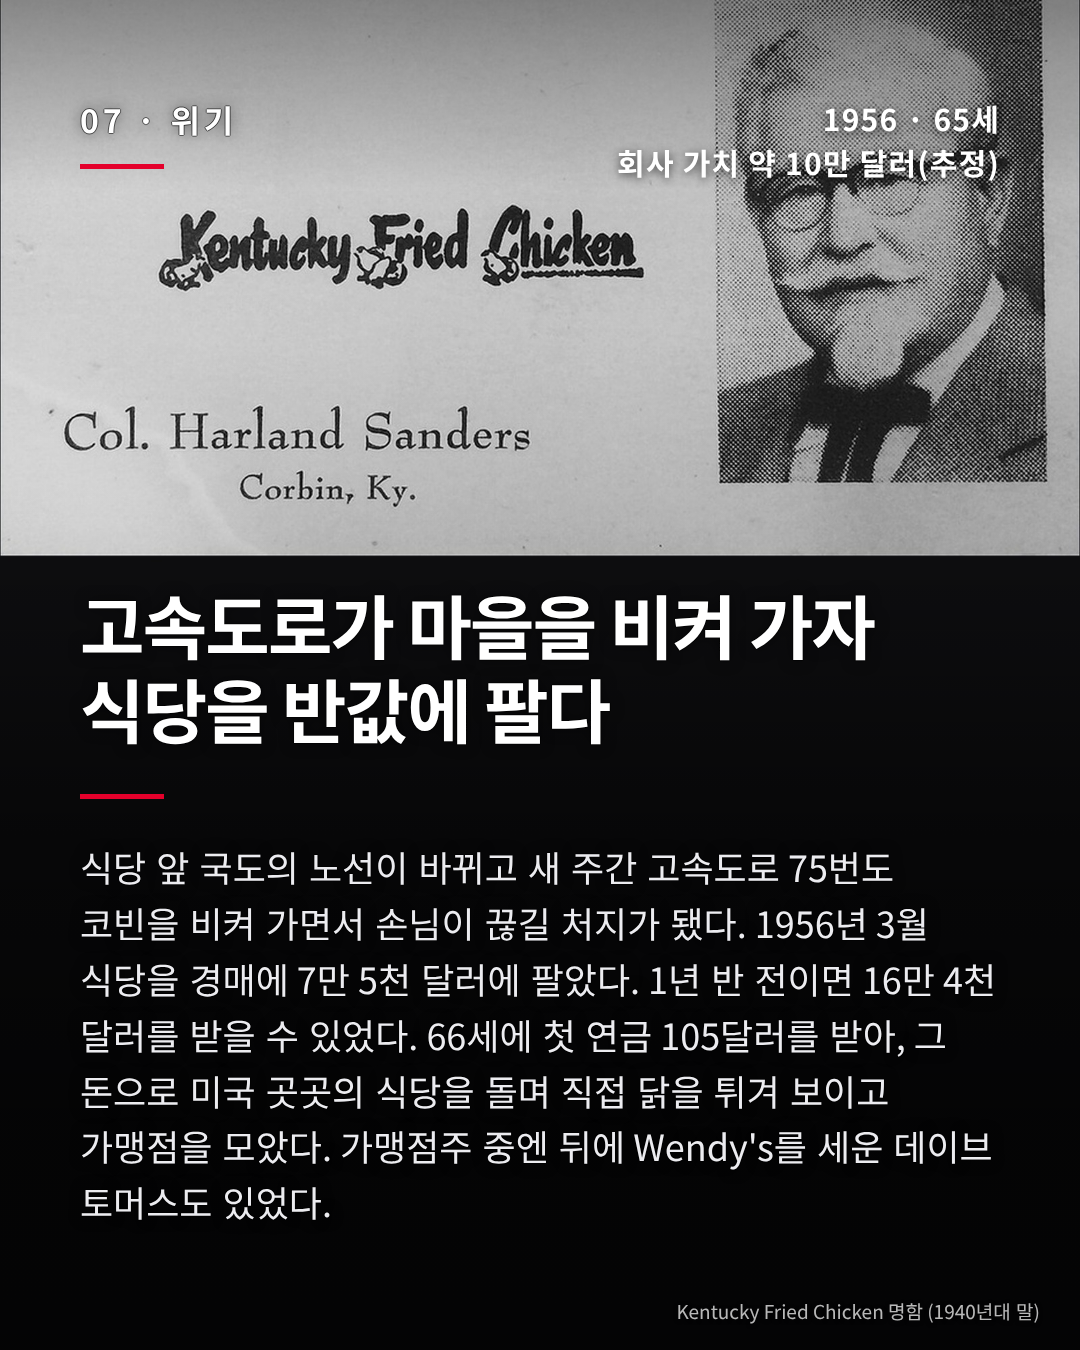 07 · 위기
1956 · 65세
회사 가치 약 10만 달러(추정)
Kentucky Fried Chicken
Col. Harland Sanders
Corbin, Ky.
고속도로가 마을을 비켜 가자
식당을 반값에 팔다
식당 앞 국도의 노선이 바뀌고 새 주간 고속도로 75번도
코빈을 비켜 가면서 손님이 끊길 처지가 됐다. 1956년 3월
식당을 경매에 7만 5천 달러에 팔았다. 1년 반 전이면 16만 4천
달러를 받을 수 있었다. 66세에 첫 연금 105달러를 받아, 그
돈으로 미국 곳곳의 식당을 돌며 직접 닭을 튀겨 보이고
가맹점을 모았다. 가맹점주 중엔 뒤에 Wendy's를 세운 데이브
토머스도 있었다.
Kentucky Fried Chicken 명함 (1940년대 말)